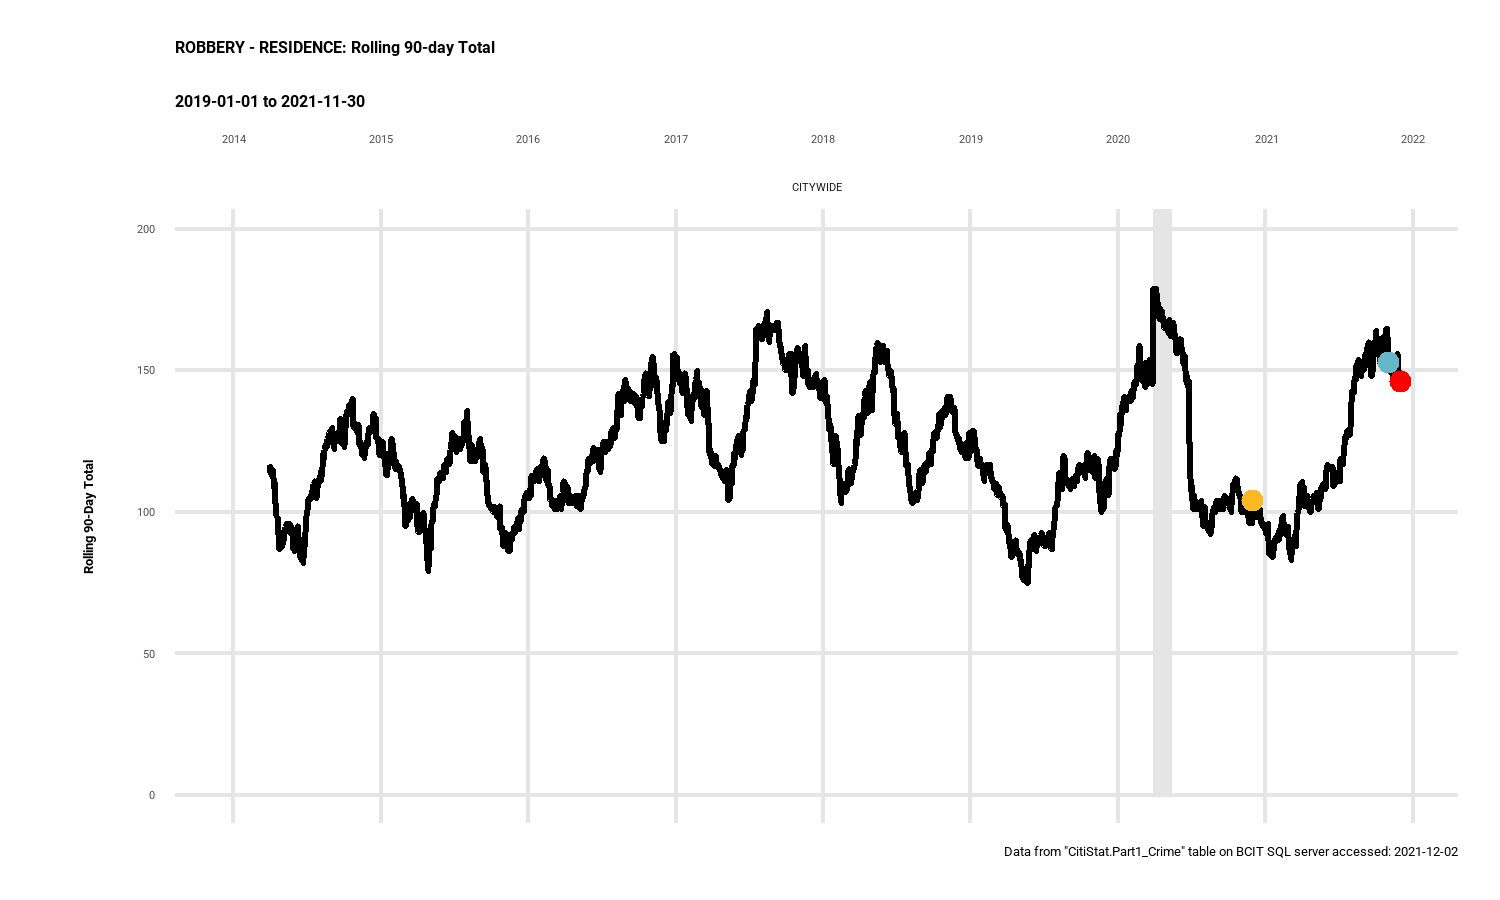 ROBBERY - RESIDENCE: Rolling 90-day Total
2019-01-01 to 2021-11-30
2014 2015 2016 2017 2018 2019 2020 2021 2022
CITYWIDE
200
150
100
50
0
Rolling 90-Day Total
Data from "CitiStat.Part1_Crime" table on BCIT SQL server accessed: 2021-12-02